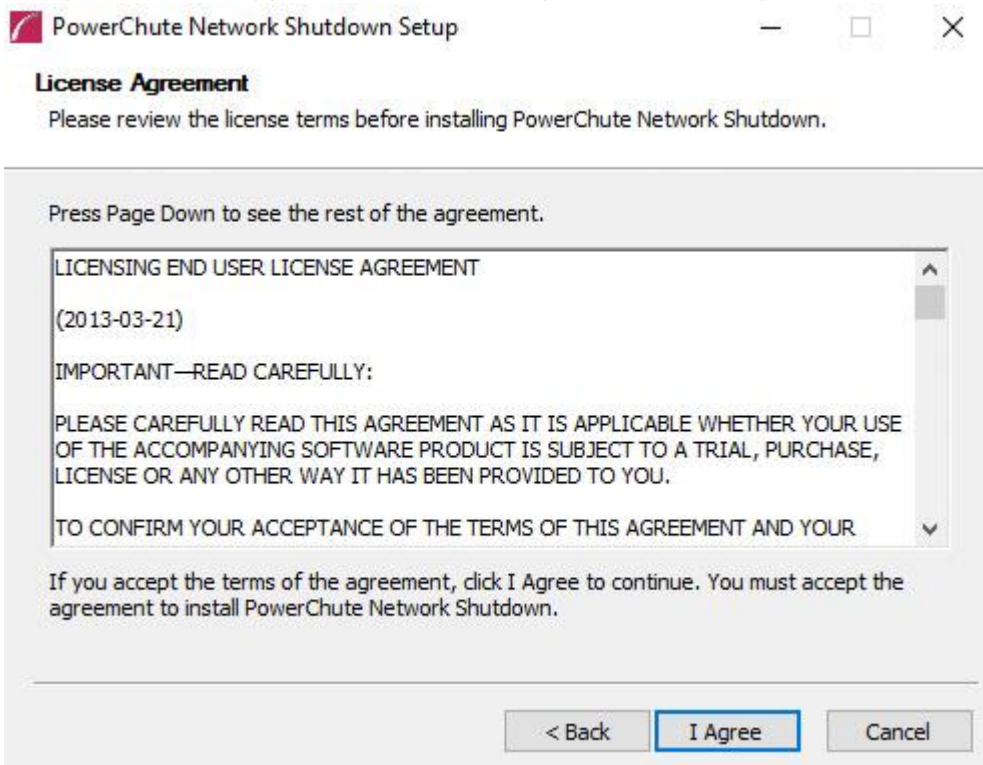 PowerChute Network Shutdown Setup
License Agreement
Please review the license terms before installing PowerChute Network Shutdown.
Press Page Down to see the rest of the agreement.
LICENSING END USER LICENSE AGREEMENT
(2013-03-21)
IMPORTANT—READ CAREFULLY:
PLEASE CAREFULLY READ THIS AGREEMENT AS IT IS APPLICABLE WHETHER YOUR USE
OF THE ACCOMPANYING SOFTWARE PRODUCT IS SUBJECT TO A TRIAL, PURCHASE,
LICENSE OR ANY OTHER WAY IT HAS BEEN PROVIDED TO YOU.
TO CONFIRM YOUR ACCEPTANCE OF THE TERMS OF THIS AGREEMENT AND YOUR
If you accept the terms of the agreement, click I Agree to continue. You must accept the
agreement to install PowerChute Network Shutdown.
< Back I Agree Cancel